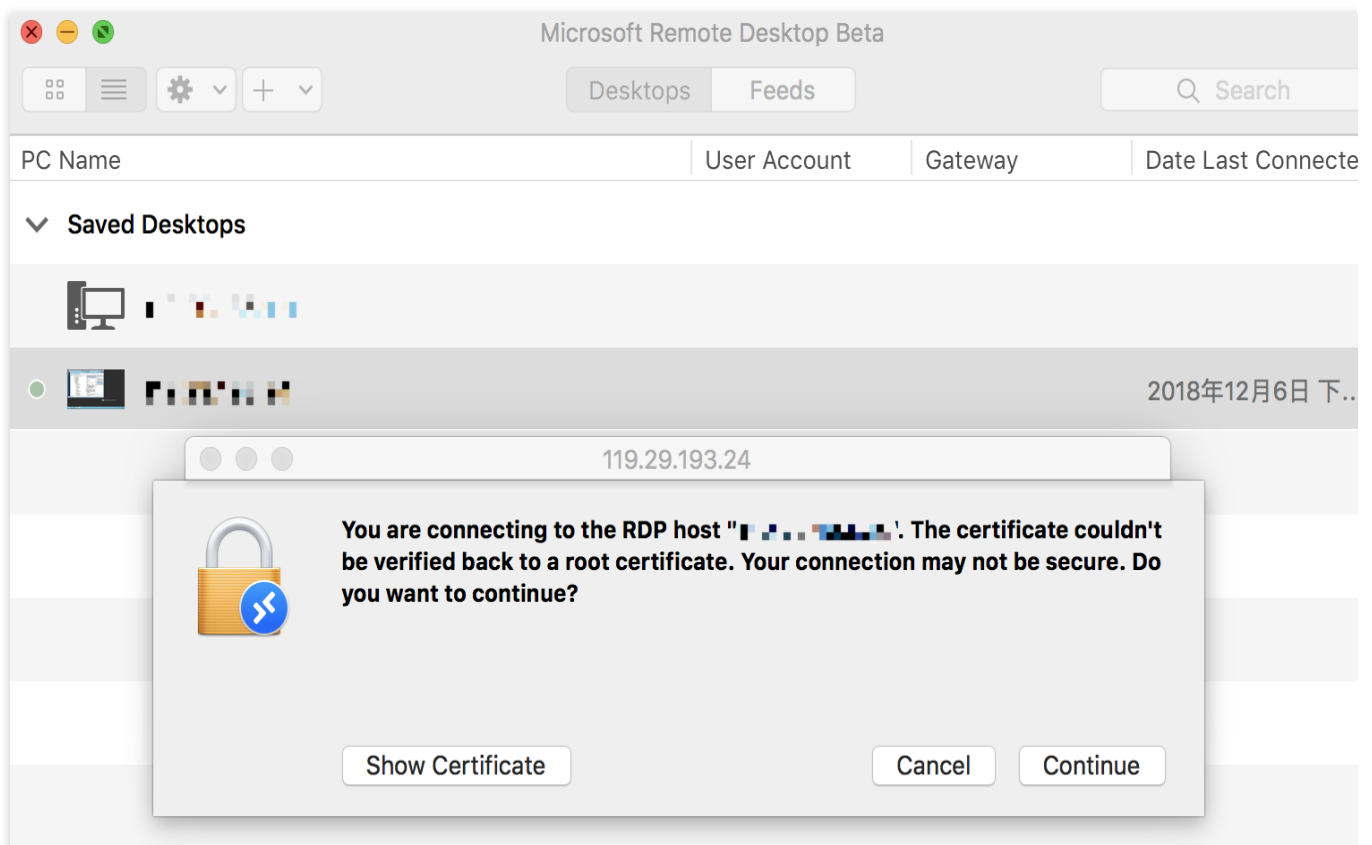 Microsoft Remote Desktop Beta
Desktops
Feeds
Search
PC Name
User Account
Gateway
Date Last Connecte
Saved Desktops
2018年12月6日 下...
119.29.193.24
You are connecting to the RDP host " ". The certificate couldn't
be verified back to a root certificate. Your connection may not be secure. Do
you want to continue?
Show Certificate
Cancel
Continue